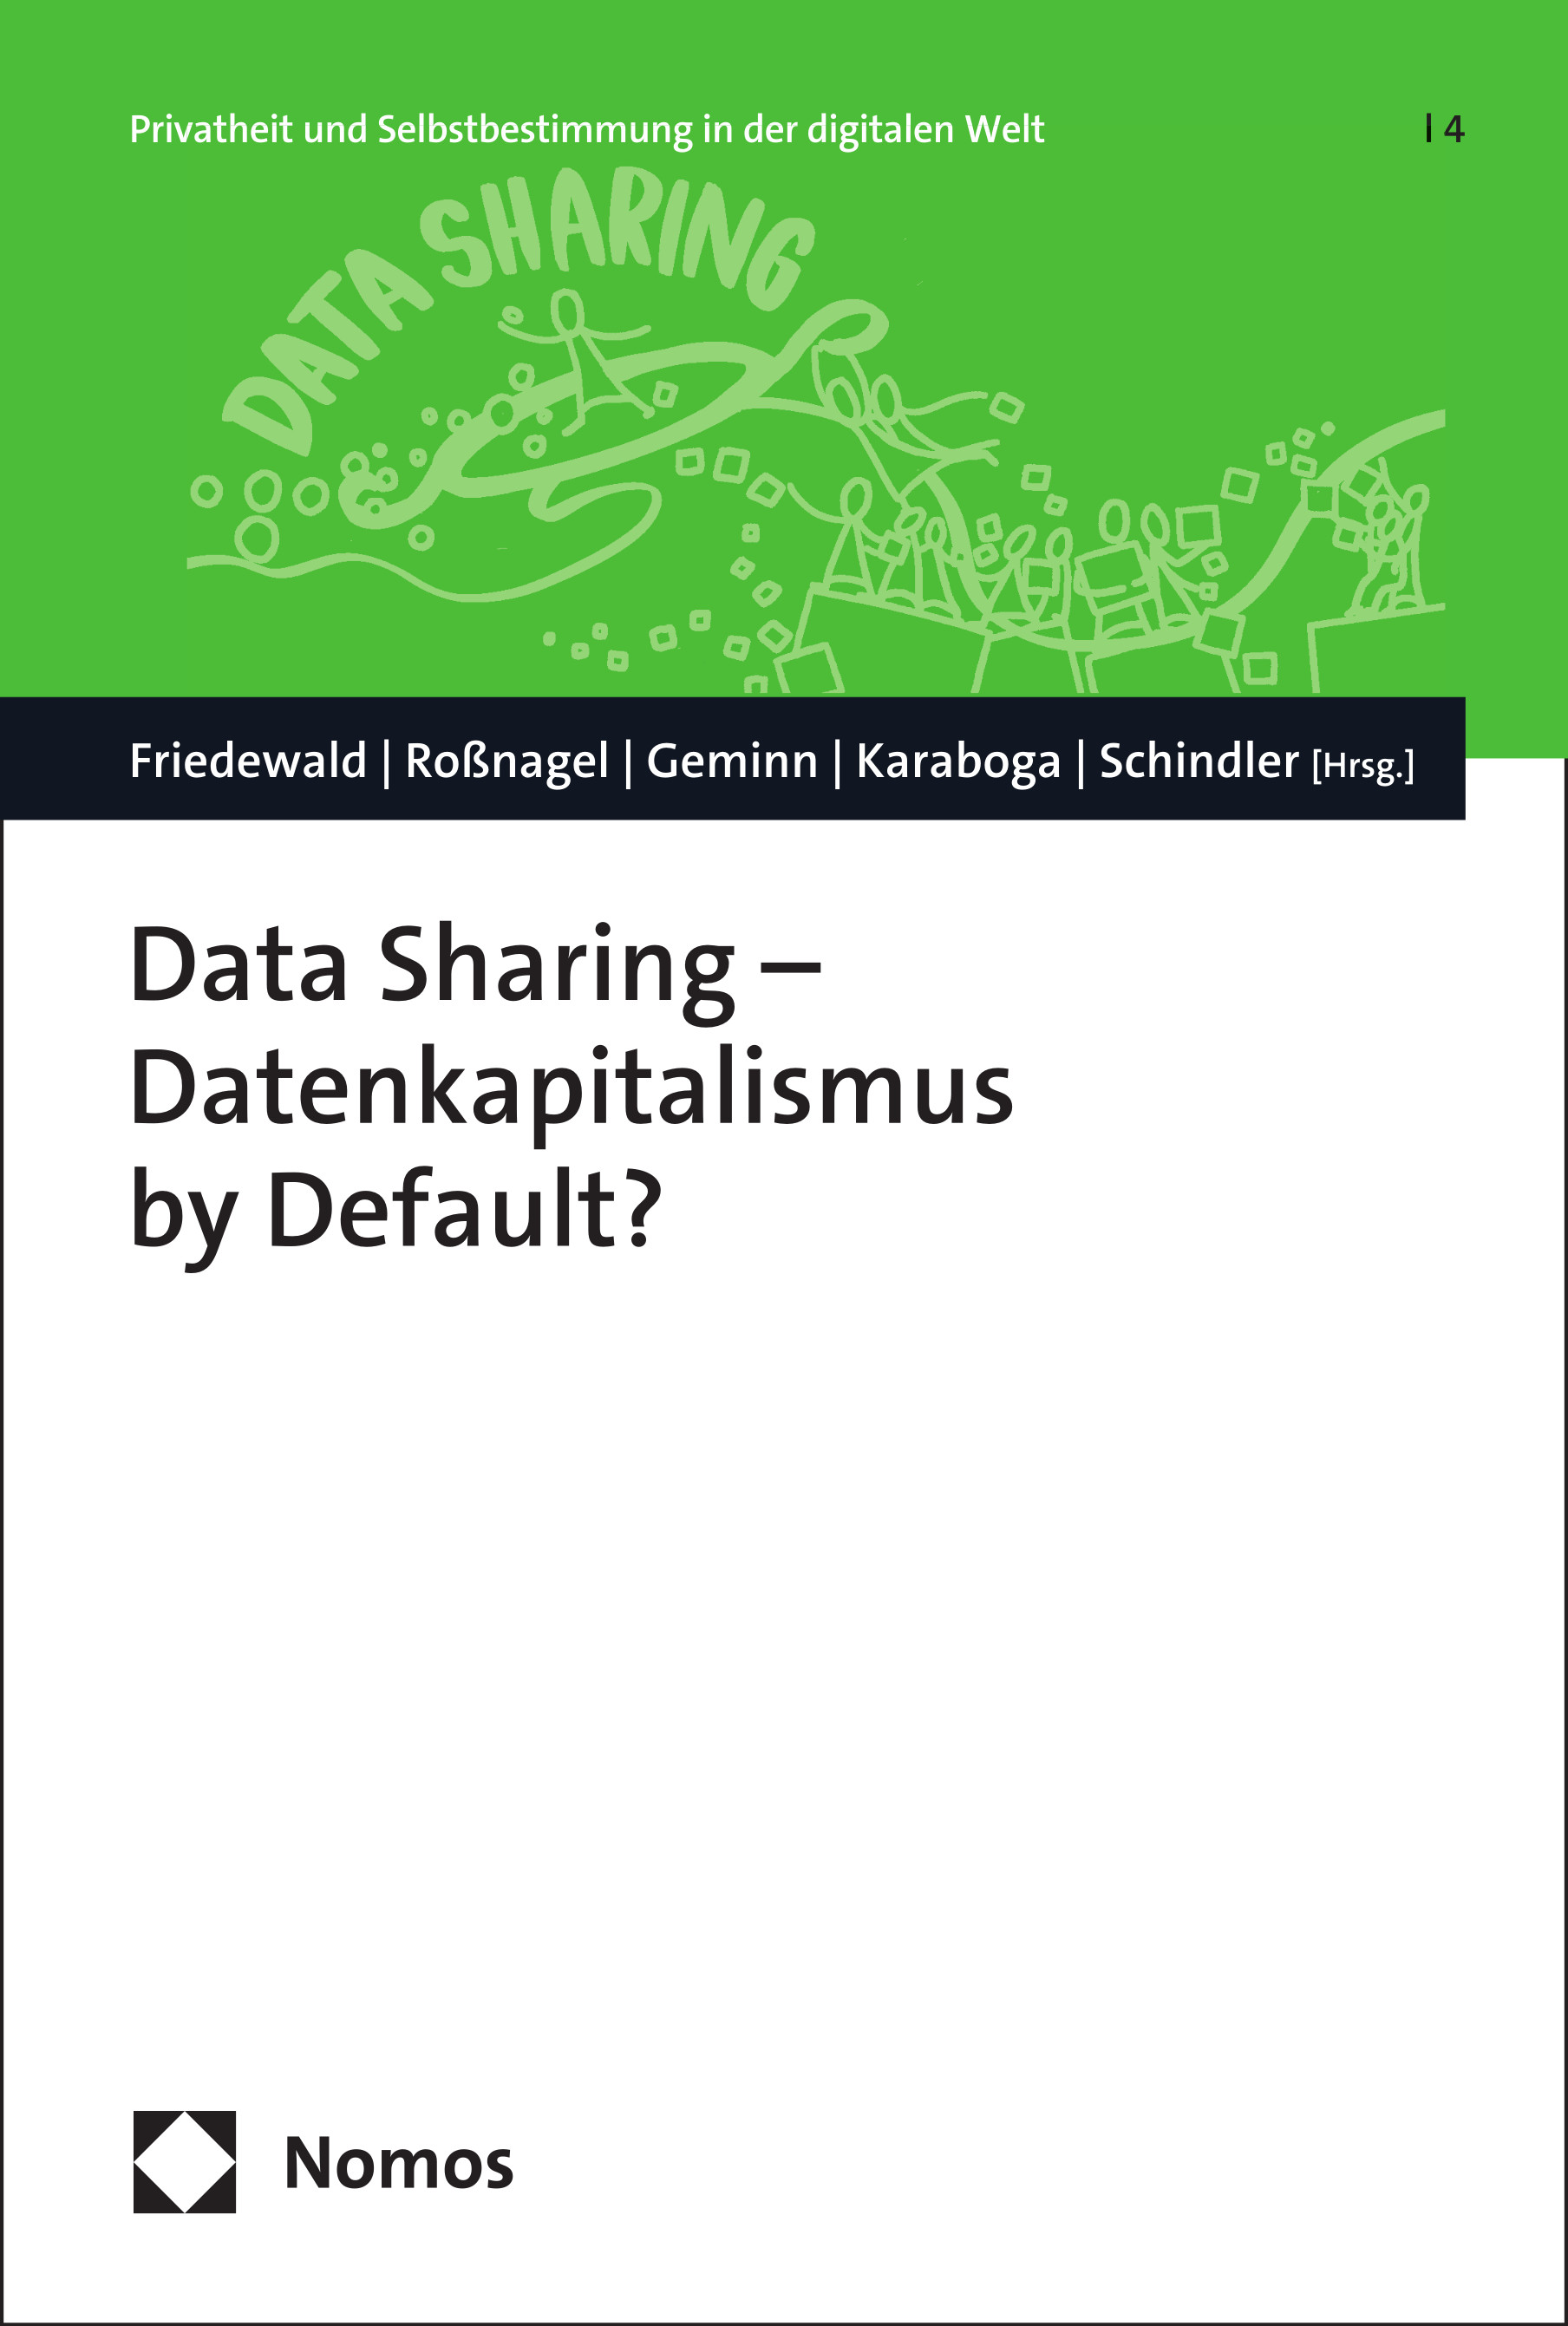 Privatheit und Selbstbestimmung in der digitalen Welt | 4
DATA SHARING
Friedewald | Roßnagel | Geminn | Karaboga | Schindler [Hrsg.]
Data Sharing –
Datenkapitalismus
by Default?
Nomos